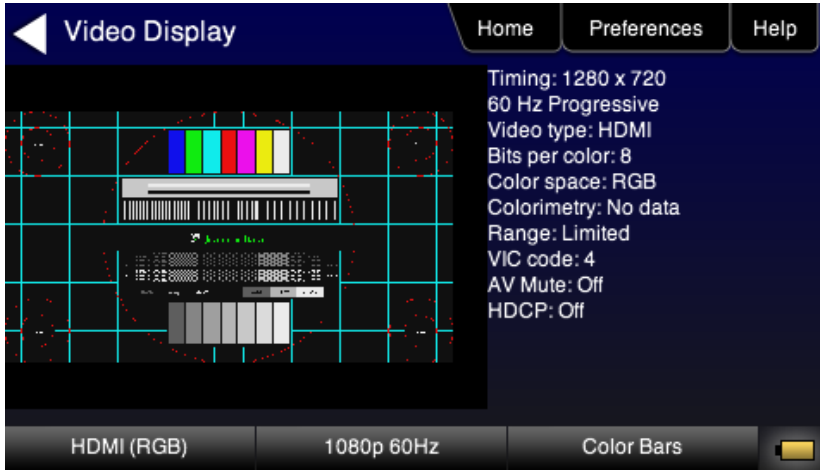 Video Display
Home
Preferences
Help
Timing: 1280 x 720
60 Hz Progressive
Video type: HDMI
Bits per color: 8
Color space: RGB
Colorimetry: No data
Range: Limited
VIC code: 4
AV Mute: Off
HDCP: Off
HDMI (RGB)
1080p 60Hz
Color Bars